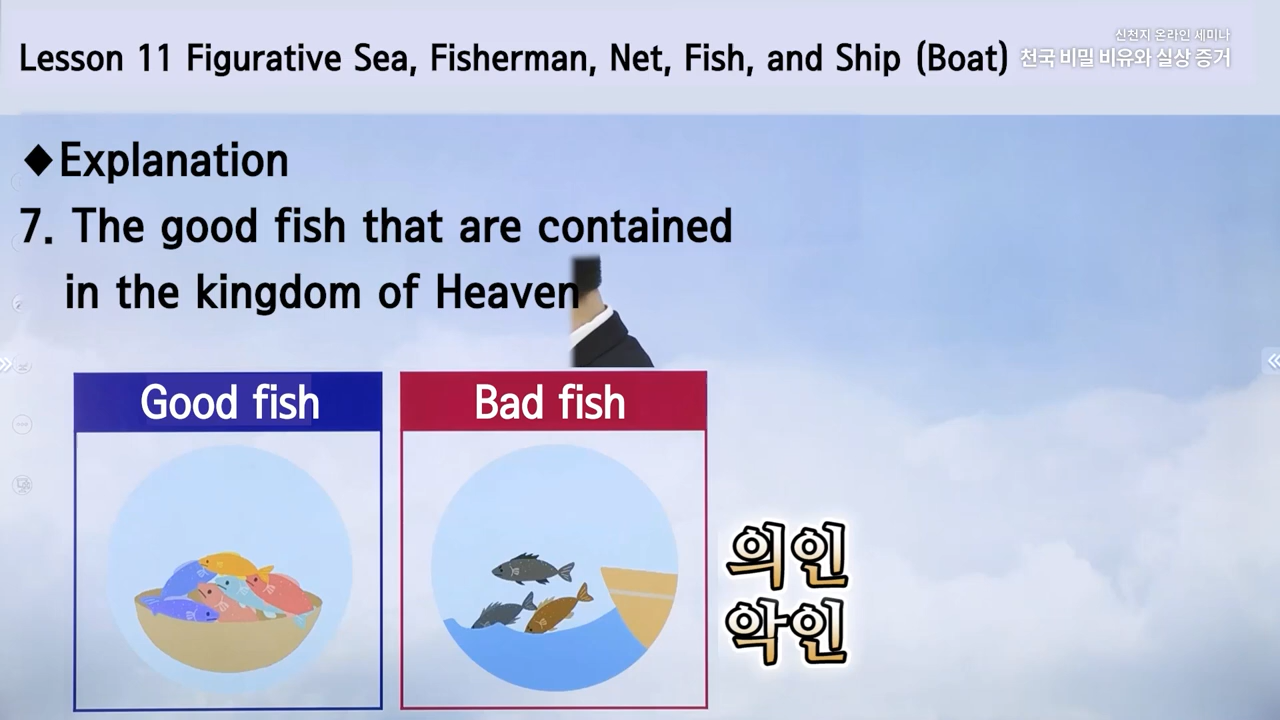 Lesson 11 Figurative Sea, Fisherman, Net, Fish, and Ship (Boat)
신천지 온라인 세미나
천국 비밀 비유와 실상 증거
◆Explanation
7. The good fish that are contained
in the kingdom of Heaven
Good fish
Bad fish
의인
악인